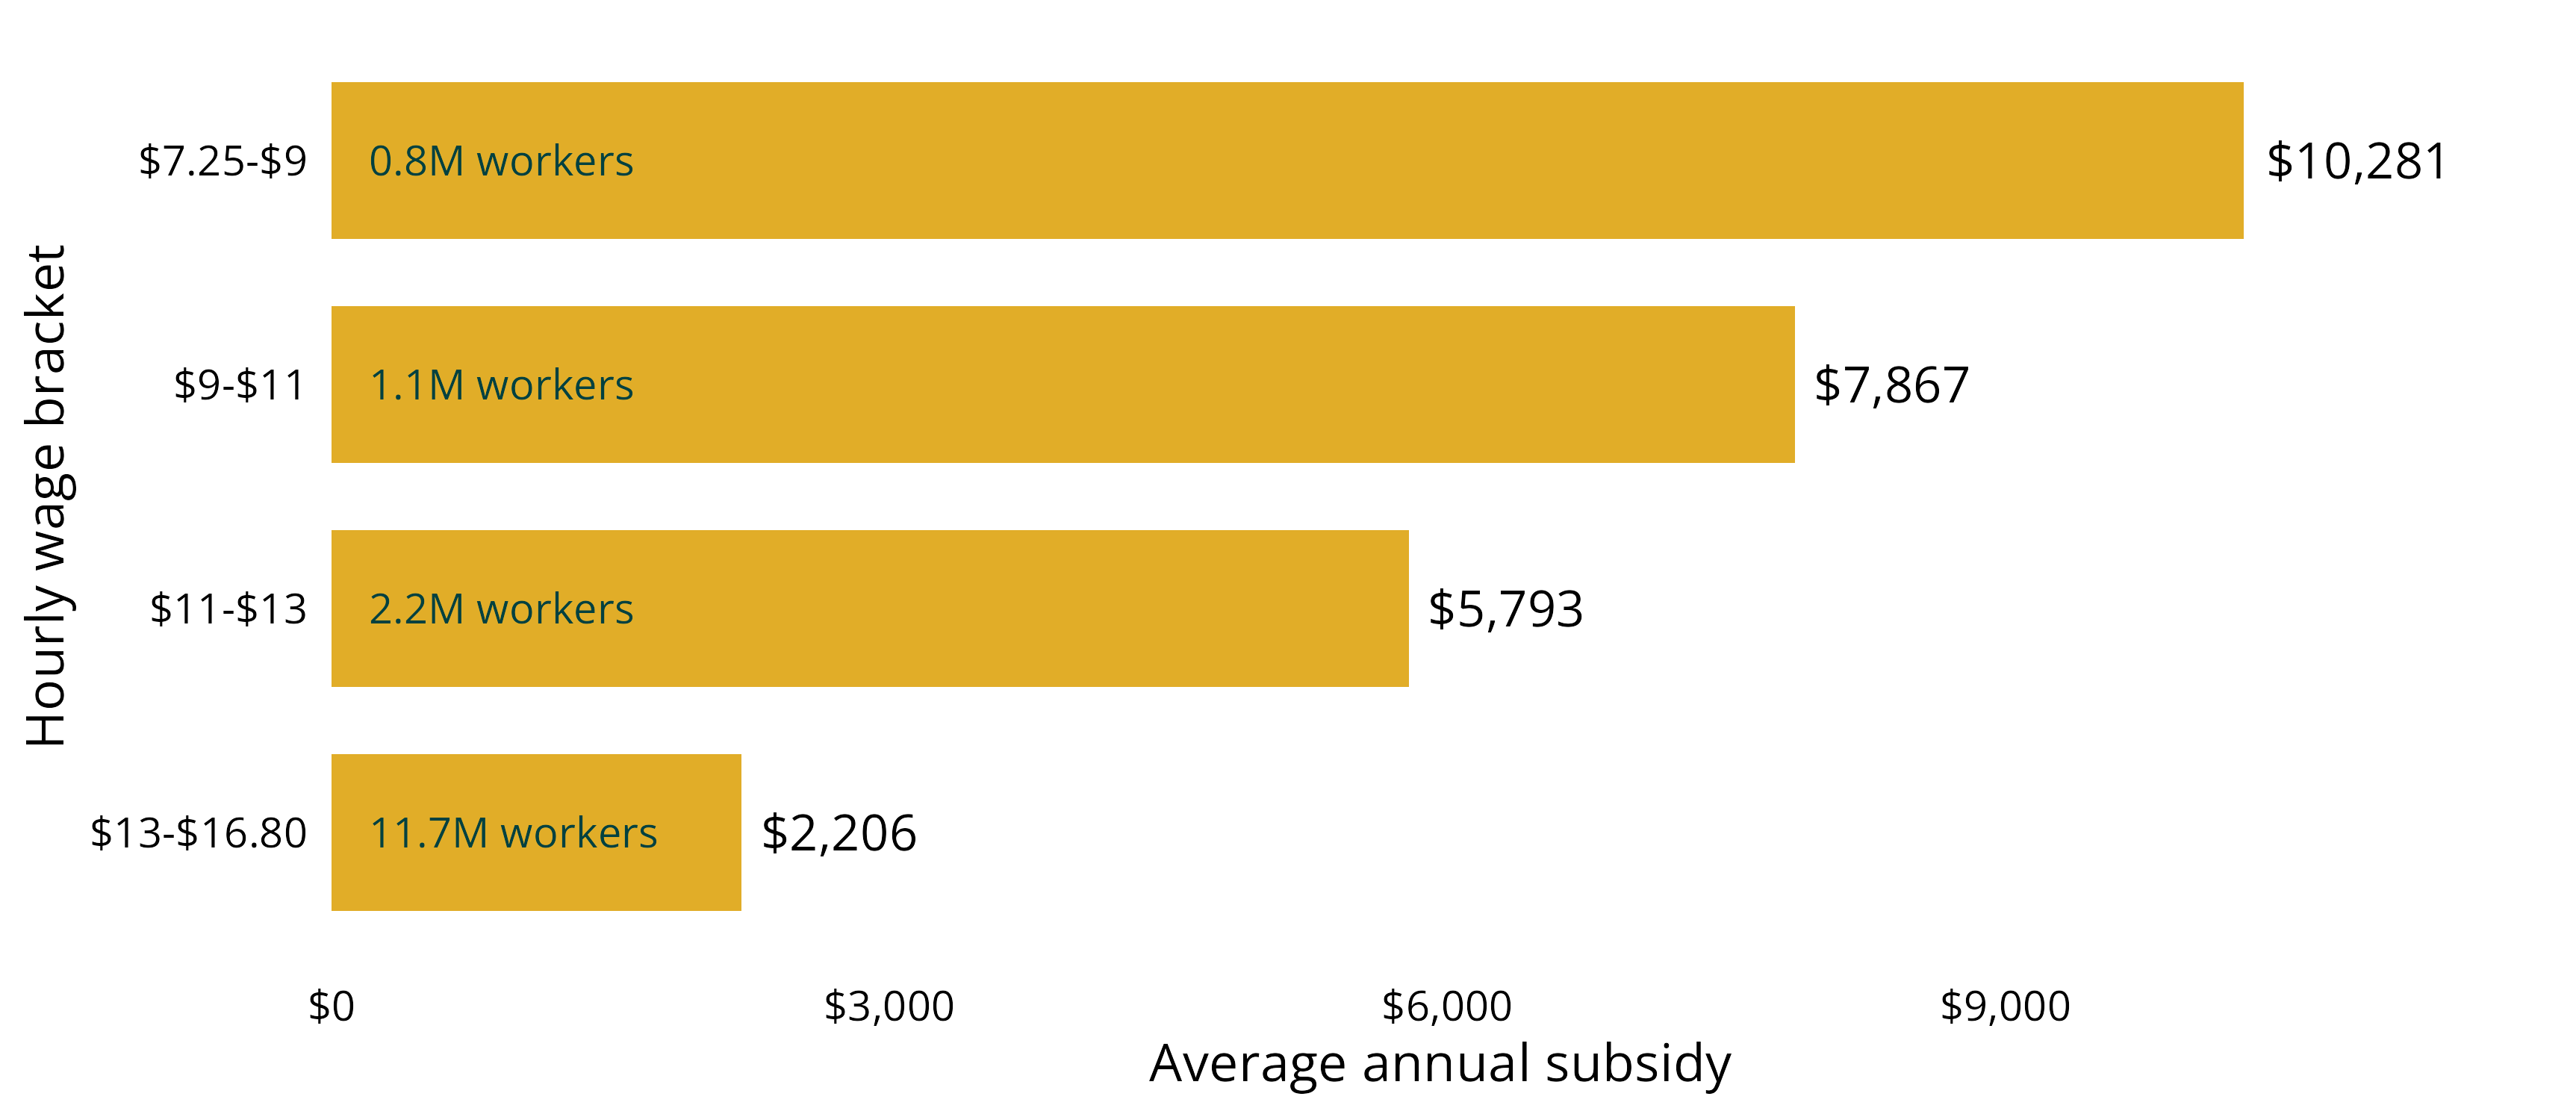 $7.25-$9
0.8M workers
$10,281
$9-$11
1.1M workers
$7,867
$11-$13
2.2M workers
$5,793
$13-$16.80
11.7M workers
$2,206
Hourly wage bracket
$0
$3,000
$6,000
$9,000
Average annual subsidy